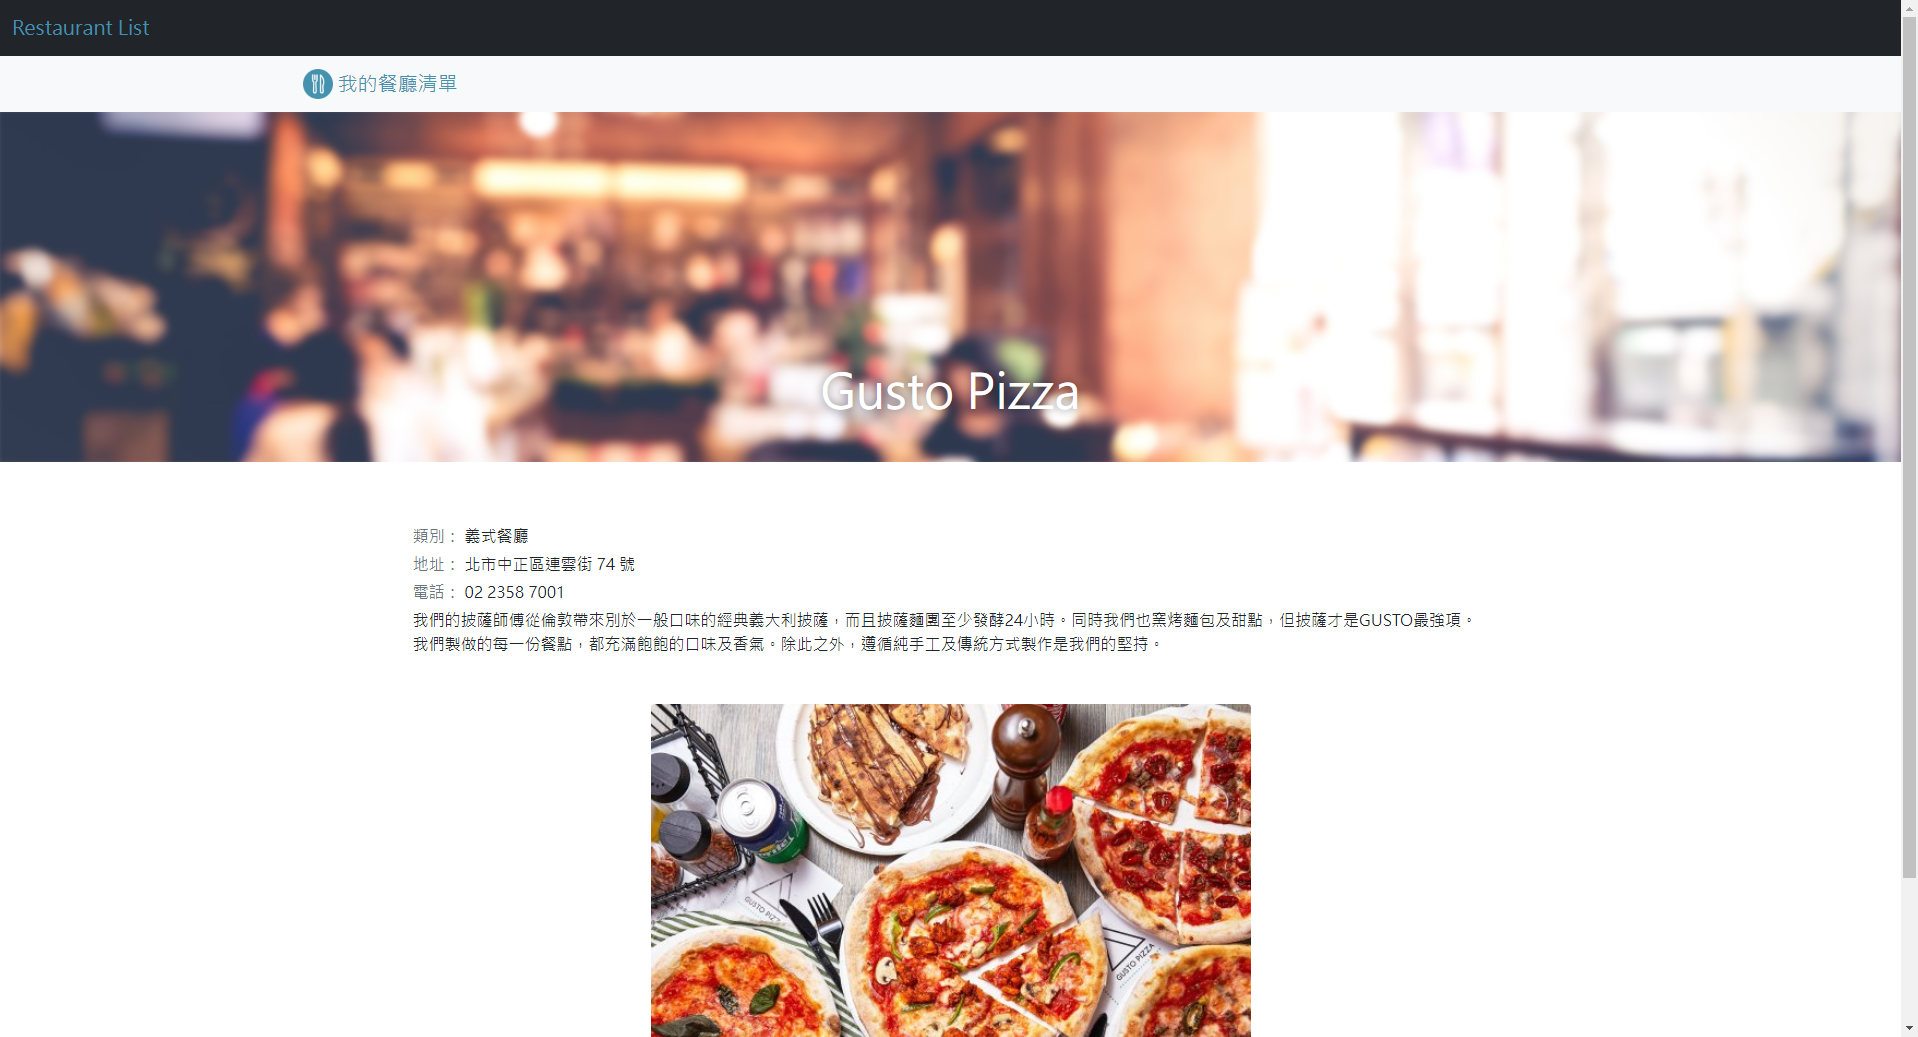 Restaurant List
我的餐廳清單
Gusto Pizza
類別： 義式餐廳
地址： 北市中正區連雲街 74 號
電話： 02 2358 7001
我們的披薩師傅從倫敦帶來別於一般口味的經典義大利披薩，而且披薩麵團至少發酵24小時。同時我們也窯烤麵包及甜點，但披薩才是GUSTO最強項。
我們製做的每一份餐點，都充滿飽飽的口味及香氣。除此之外，遵循純手工及傳統方式製作是我們的堅持。
GUSTO PIZZA
GUSTO PIZZA